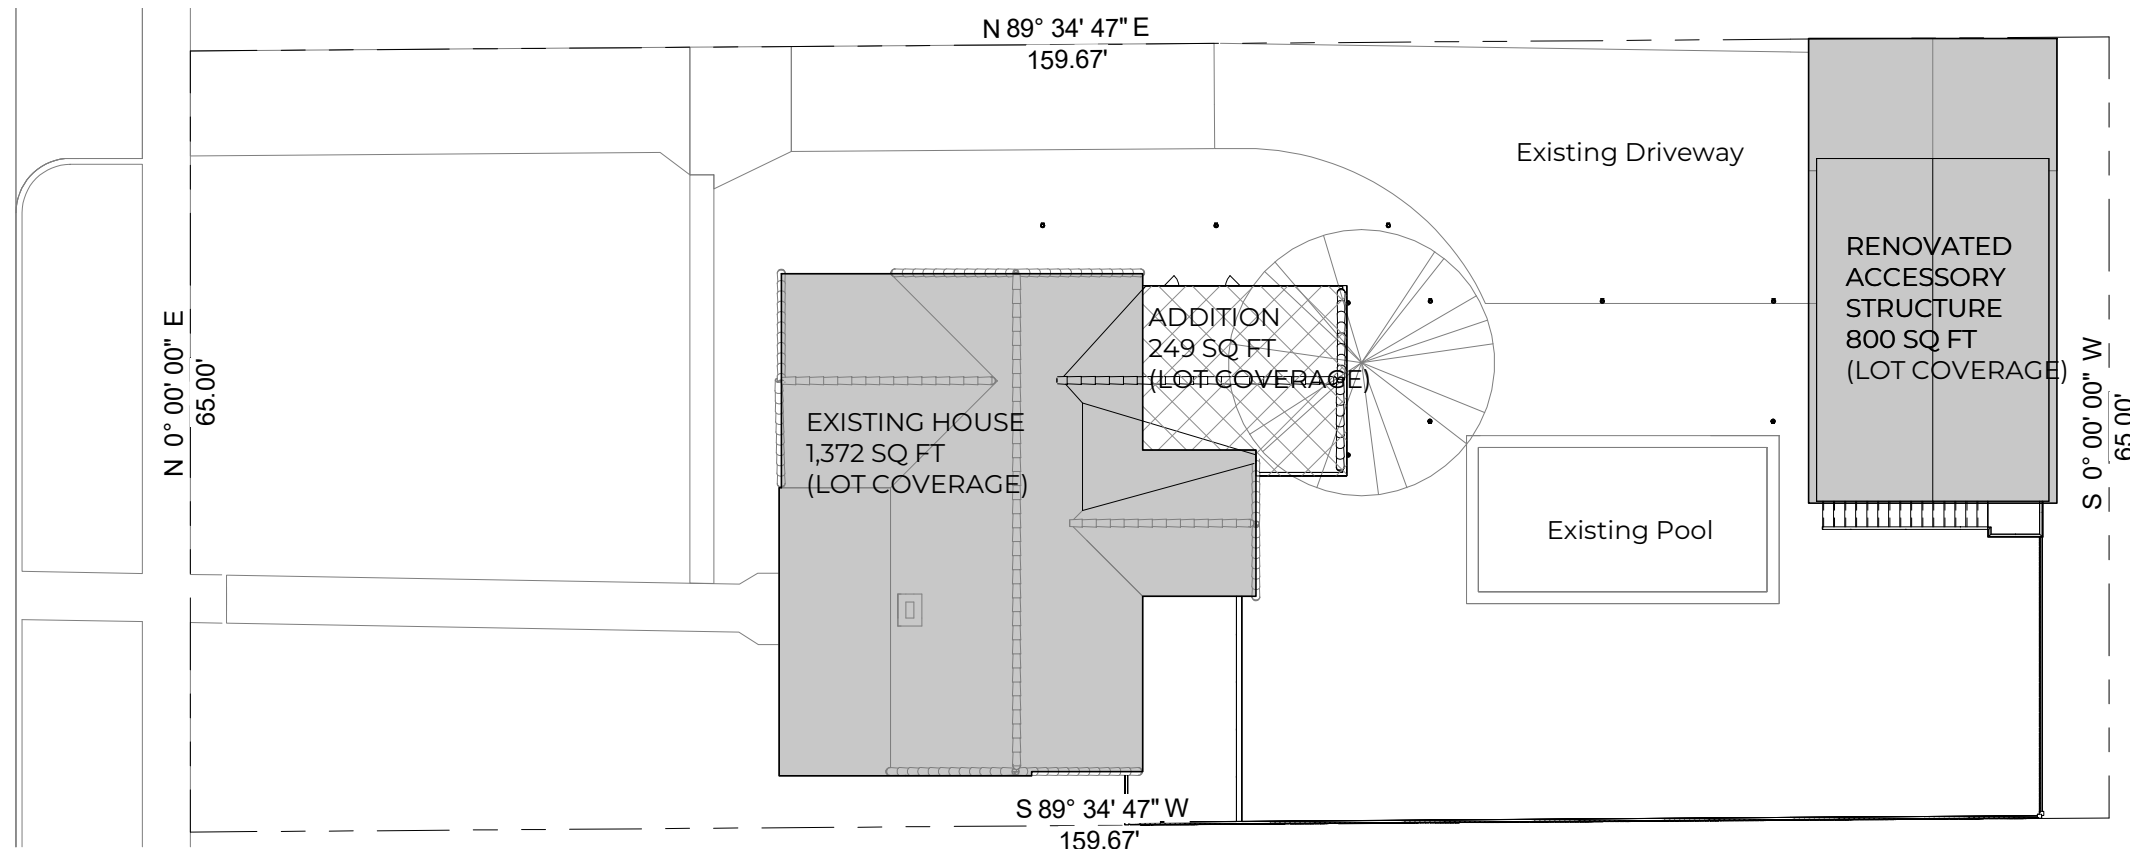 N 89° 34' 47" E
159.67'
Existing Driveway
RENOVATED
ACCESSORY
STRUCTURE
800 SQ FT
(LOT COVERAGE)
ADDITION
249 SQ FT
(LOT COVERAGE)
N 0° 00' 00" E
65.00'
EXISTING HOUSE
1,372 SQ FT
(LOT COVERAGE)
S 0° 00' 00" W
65.00'
Existing Pool
S 89° 34' 47" W
159.67'